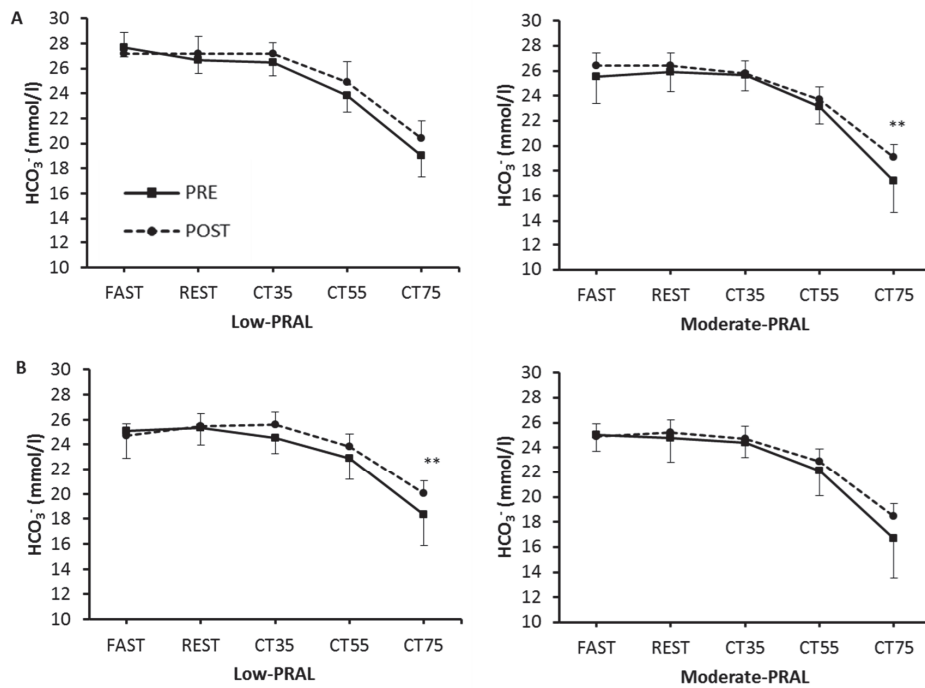 A
HCO₃⁻ (mmol/l)
30
28
26
24
22
20
18
16
14
12
10
PRE
POST
FAST REST CT35 CT55 CT75
Low-PRAL
HCO₃⁻ (mmol/l)
30
28
26
24
22
20
18
16
14
12
10
**
FAST REST CT35 CT55 CT75
Moderate-PRAL
B
HCO₃⁻ (mmol/l)
30
28
26
24
22
20
18
16
14
12
10
**
FAST REST CT35 CT55 CT75
Low-PRAL
HCO₃⁻ (mmol/l)
30
28
26
24
22
20
18
16
14
12
10
FAST REST CT35 CT55 CT75
Moderate-PRAL